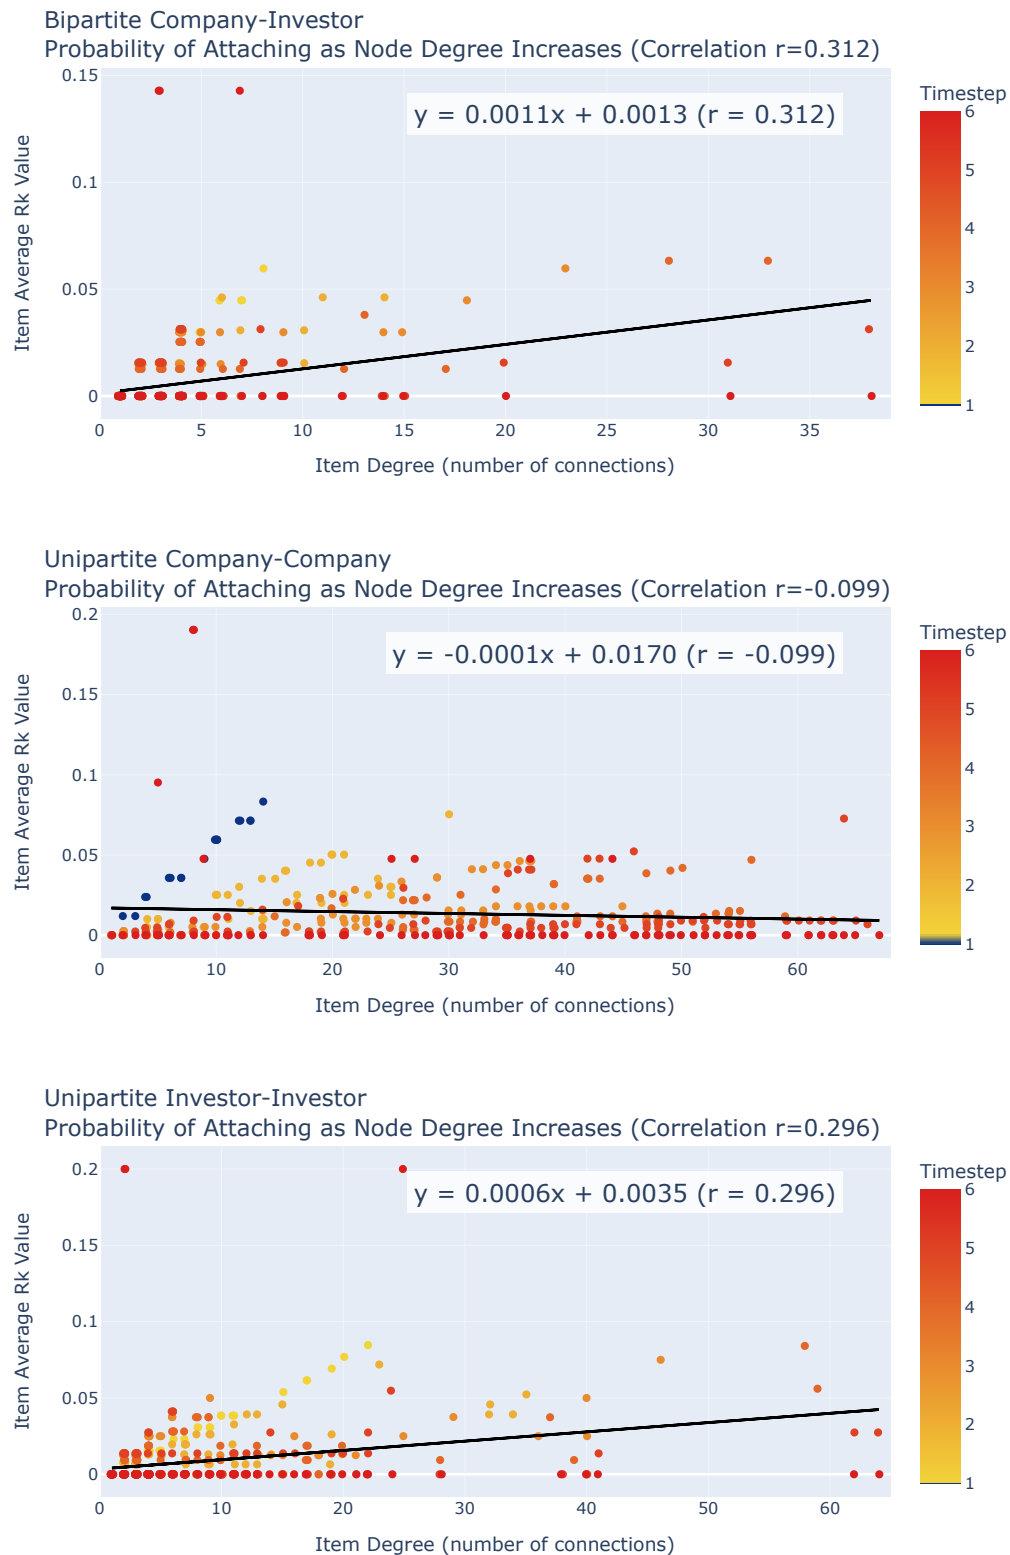 Bipartite Company-Investor
Probability of Attaching as Node Degree Increases (Correlation r=0.312)
y = 0.0011x + 0.0013 (r = 0.312)
Item Average Rk Value
0.15
0.1
0.05
0
0 5 10 15 20 25 30 35
Item Degree (number of connections)
Timestep
6
5
4
3
2
1
Unipartite Company-Company
Probability of Attaching as Node Degree Increases (Correlation r=-0.099)
y = -0.0001x + 0.0170 (r = -0.099)
Item Average Rk Value
0.2
0.15
0.1
0.05
0
0 10 20 30 40 50 60
Item Degree (number of connections)
Timestep
6
5
4
3
2
1
Unipartite Investor-Investor
Probability of Attaching as Node Degree Increases (Correlation r=0.296)
y = 0.0006x + 0.0035 (r = 0.296)
Item Average Rk Value
0.2
0.15
0.1
0.05
0
0 10 20 30 40 50 60
Item Degree (number of connections)
Timestep
6
5
4
3
2
1